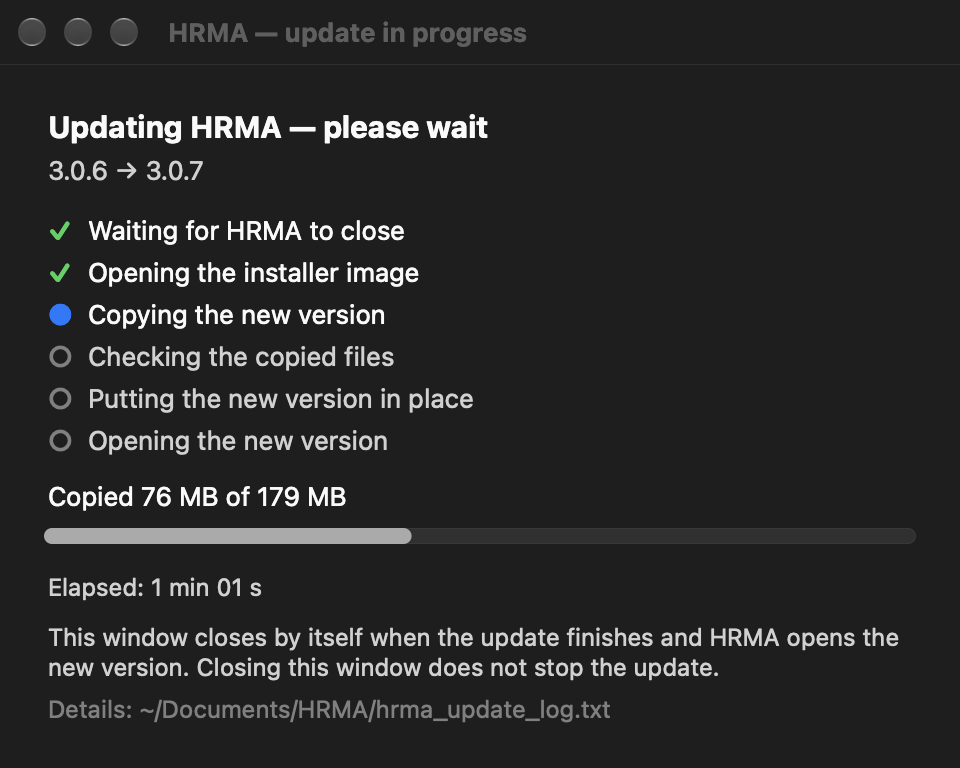 HRMA — update in progress
Updating HRMA — please wait
3.0.6 → 3.0.7
Waiting for HRMA to close
Opening the installer image
Copying the new version
Checking the copied files
Putting the new version in place
Opening the new version
Copied 76 MB of 179 MB
Elapsed: 1 min 01 s
This window closes by itself when the update finishes and HRMA opens the
new version. Closing this window does not stop the update.
Details: ~/Documents/HRMA/hrma_update_log.txt